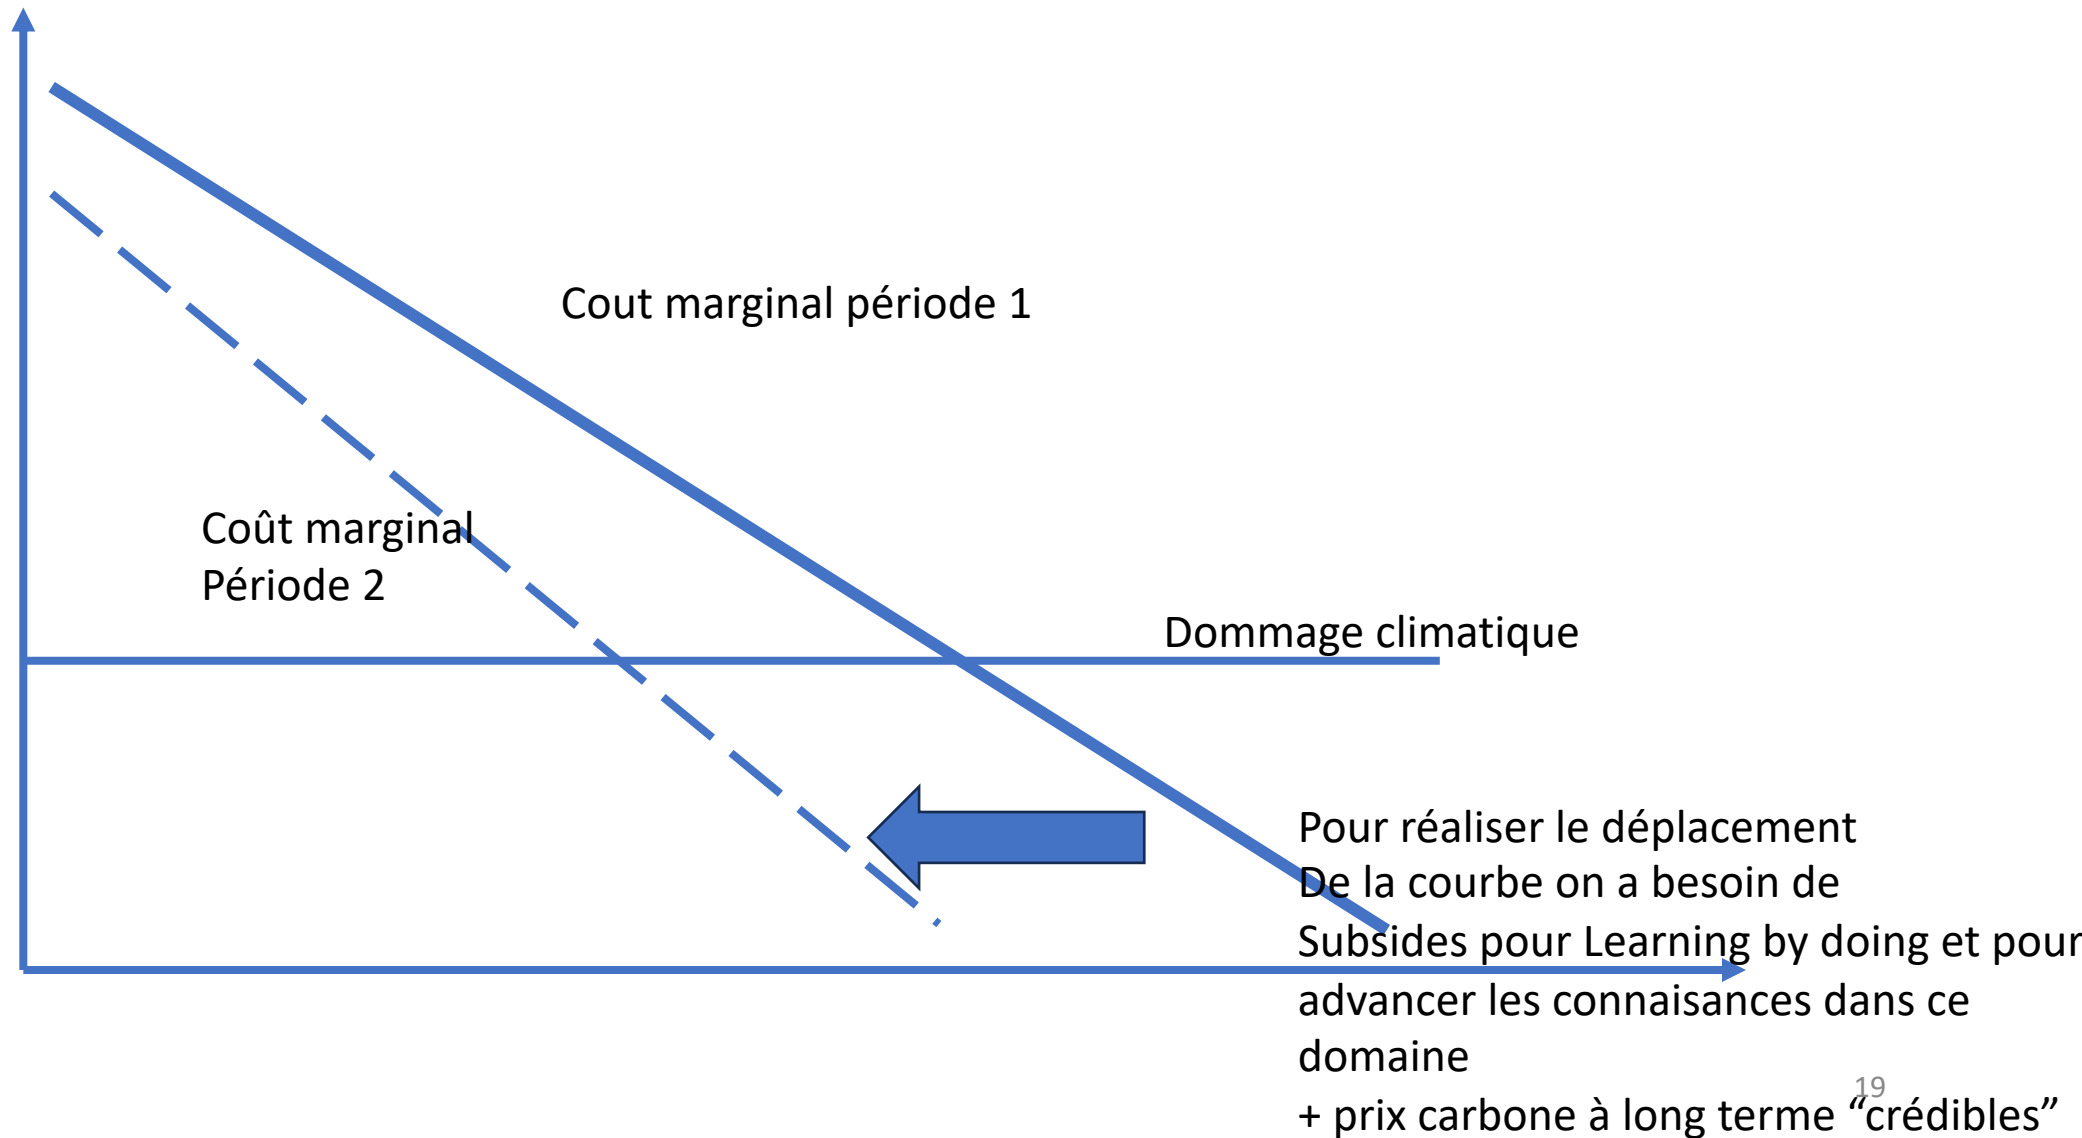 Cout marginal période 1
Coût marginal
Période 2
Dommage climatique
Pour réaliser le déplacement
De la courbe on a besoin de
Subsides pour Learning by doing et pour
advancer les connaisances dans ce
domaine
+ prix carbone à long terme “crédibles”
19